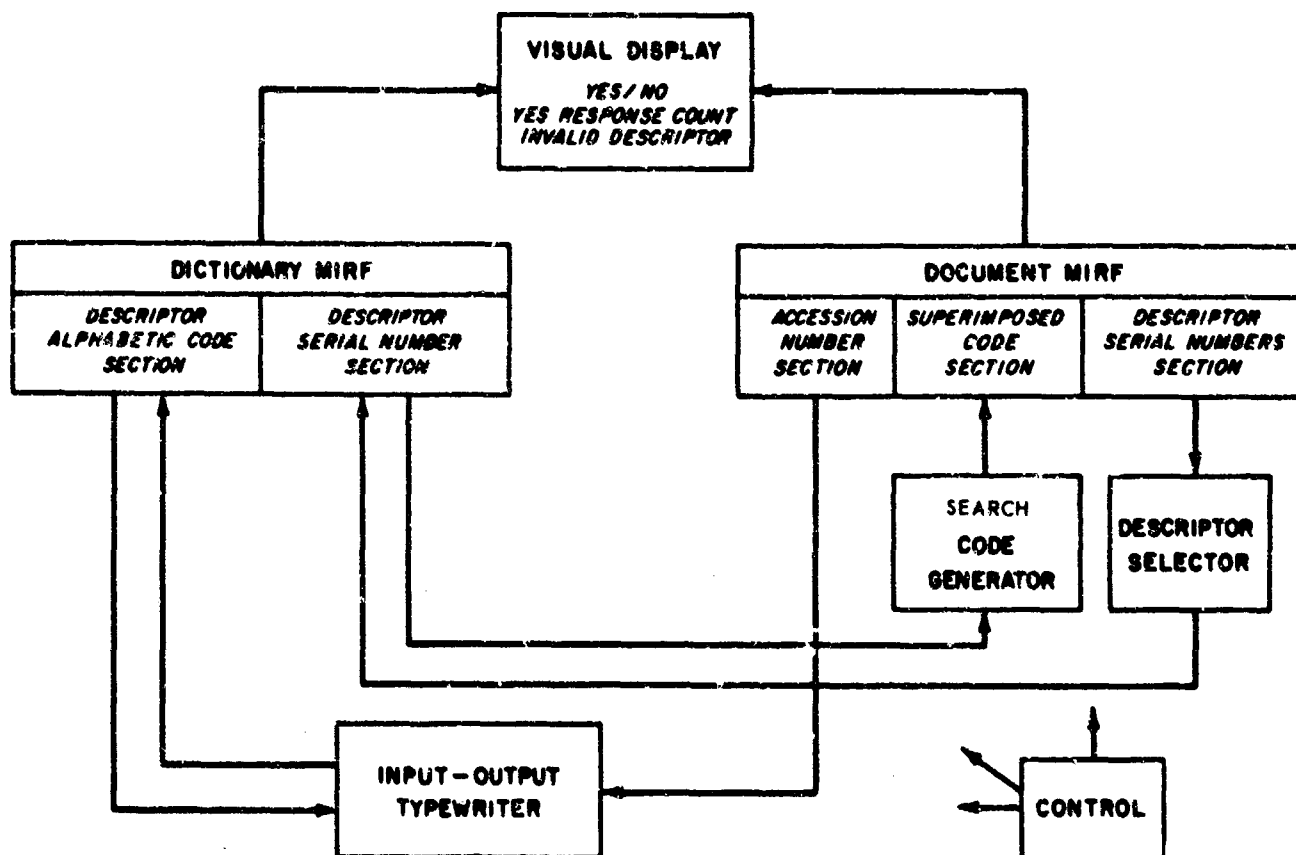 VISUAL DISPLAY
YES/NO
YES RESPONSE COUNT
INVALID DESCRIPTOR
DICTIONARY MIRF
DESCRIPTOR
ALPHABETIC CODE
SECTION
DESCRIPTOR
SERIAL NUMBER
SECTION
DOCUMENT MIRF
ACCESSION
NUMBER
SECTION
SUPERIMPOSED
CODE
SECTION
DESCRIPTOR
SERIAL NUMBERS
SECTION
SEARCH
CODE
GENERATOR
DESCRIPTOR
SELECTOR
INPUT-OUTPUT
TYPEWRITER
CONTROL